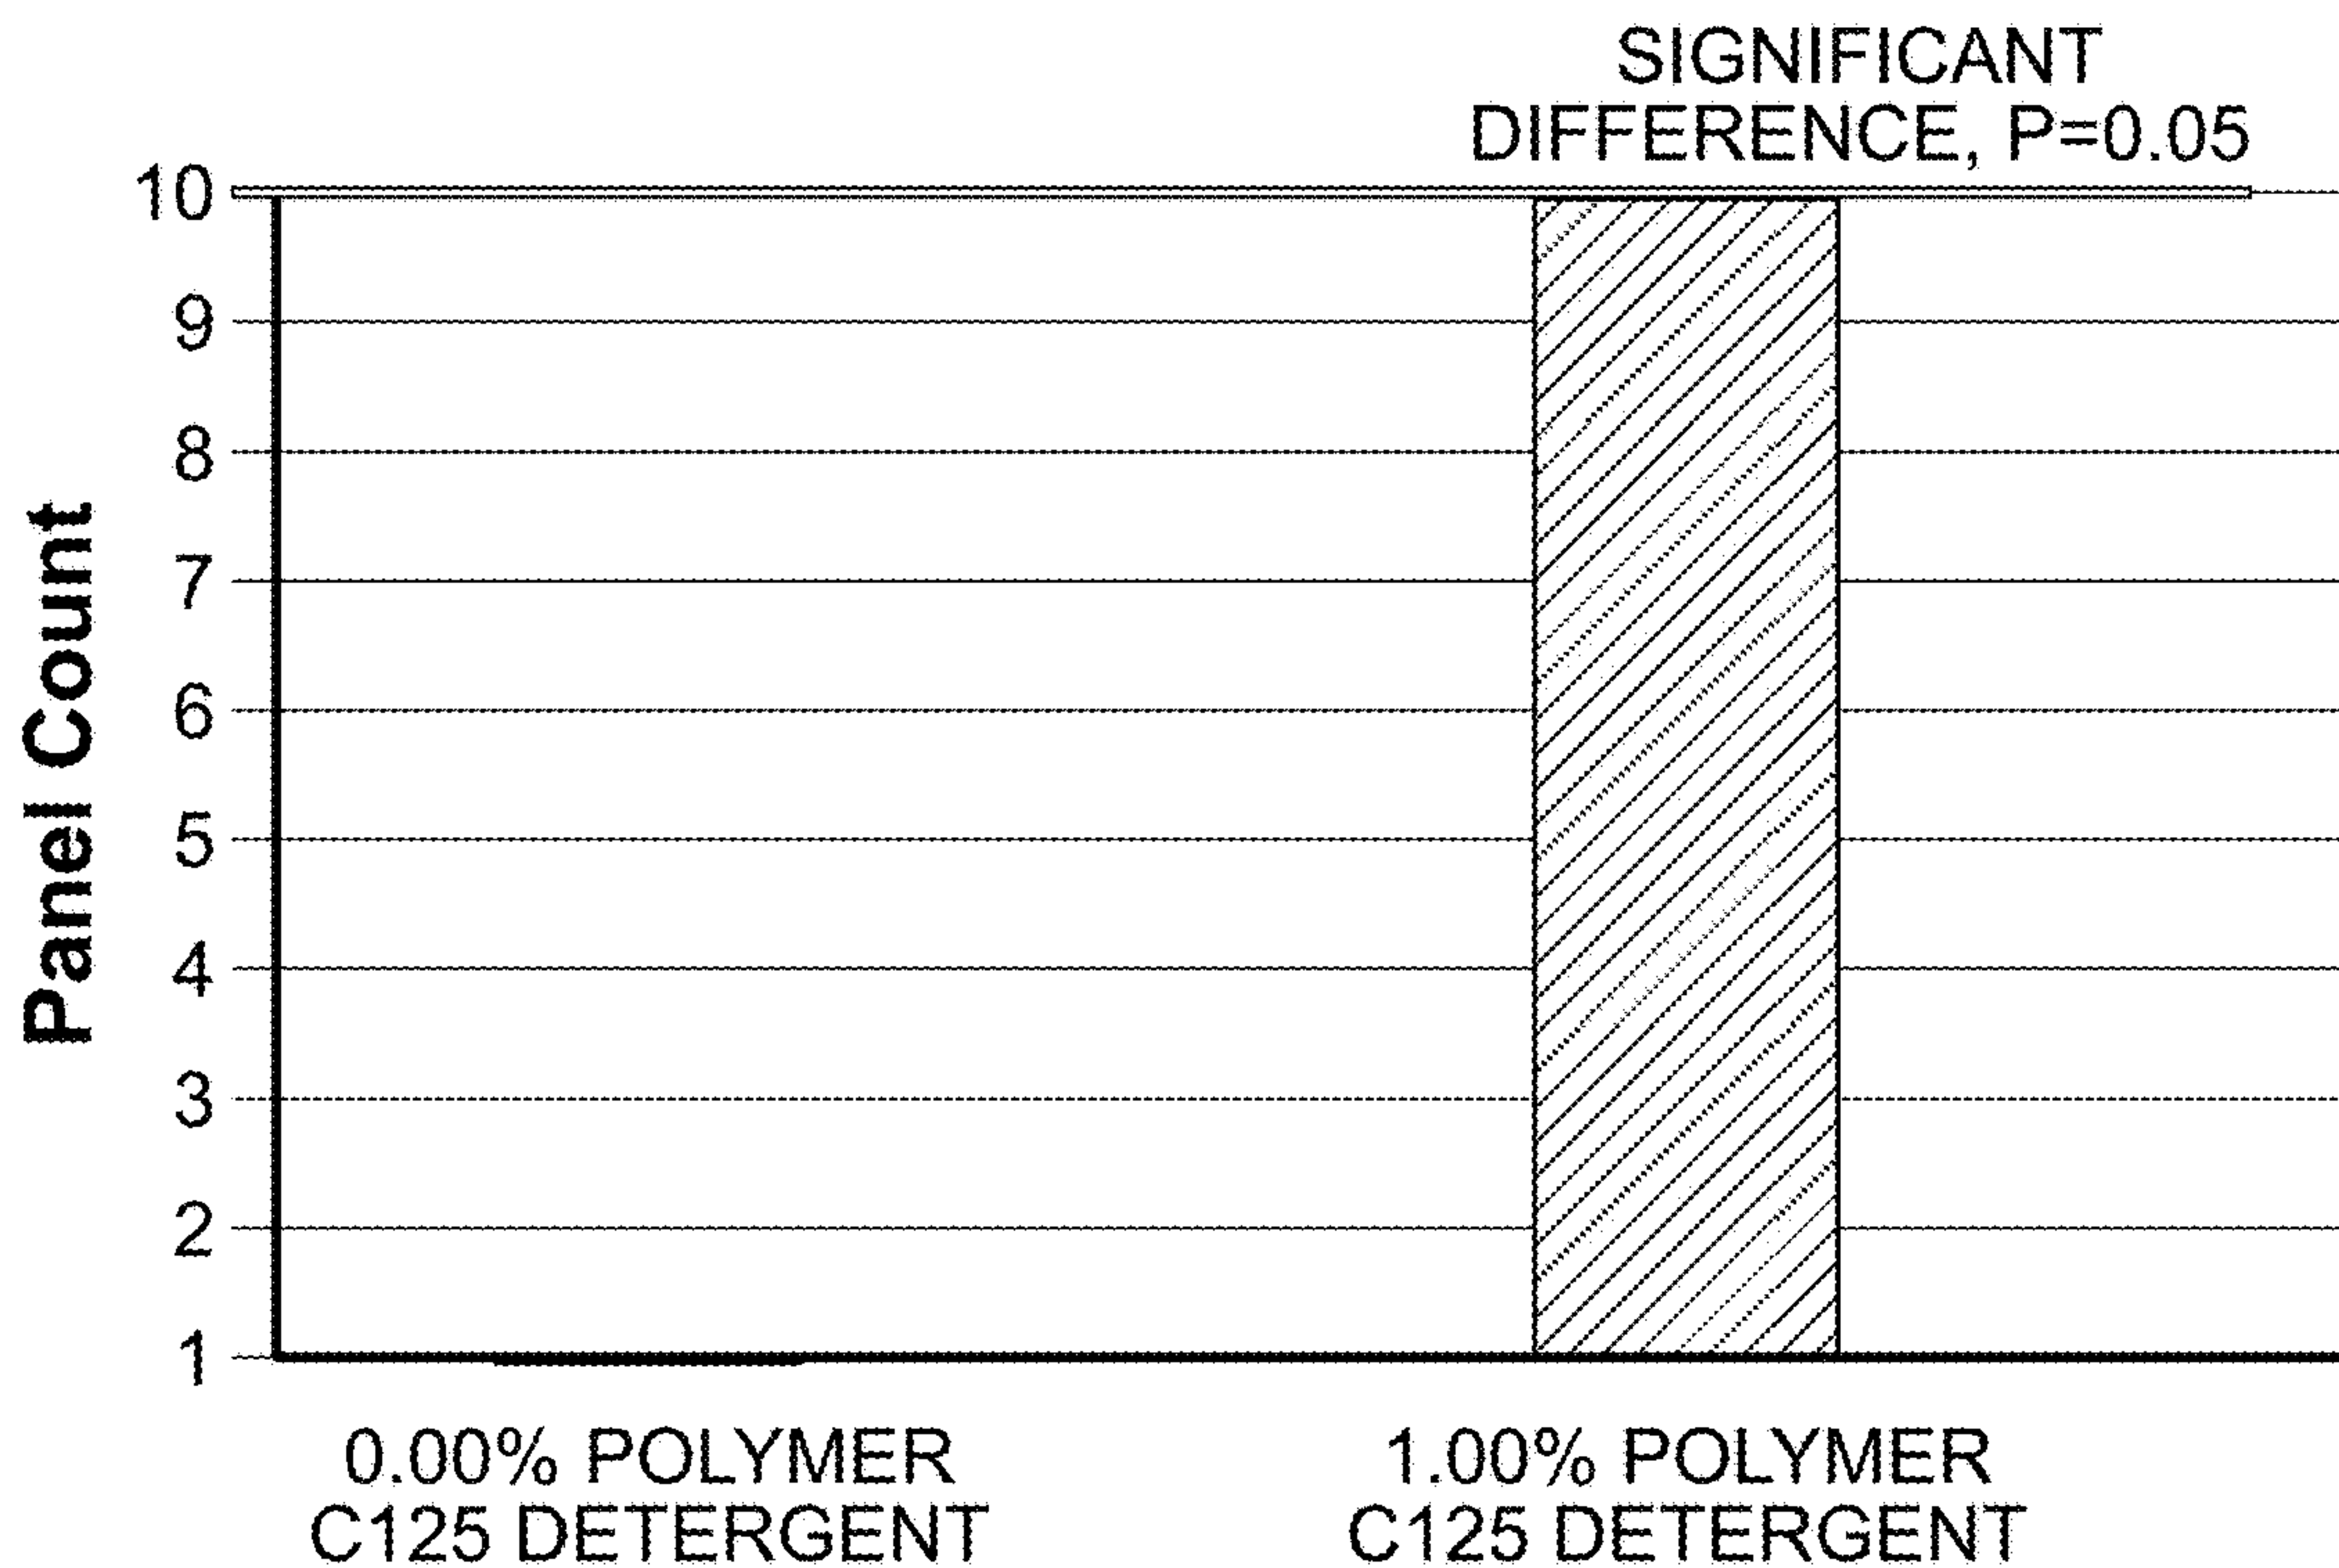 SIGNIFICANT
DIFFERENCE, P=0.05
10
9
8
7
6
5
4
3
2
1
Panel Count
0.00% POLYMER
C125 DETERGENT
1.00% POLYMER
C125 DETERGENT